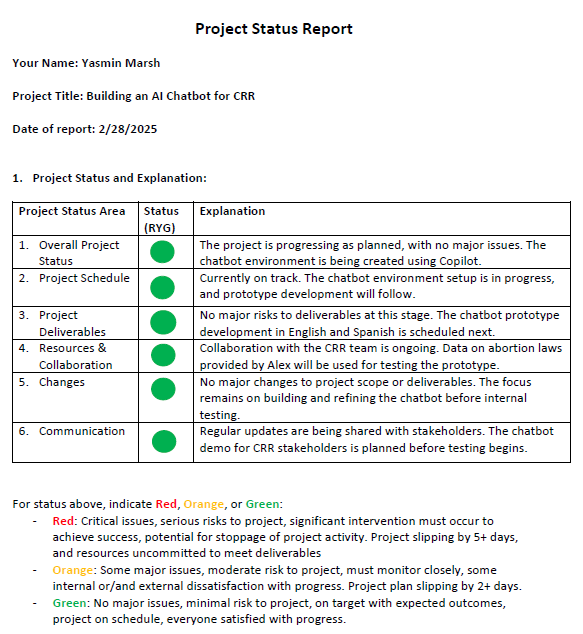 Project Status Report
Your Name: Yasmin Marsh
Project Title: Building an AI Chatbot for CRR
Date of report: 2/28/2025
1. Project Status and Explanation:
Project Status Area Status (RYG) Explanation
1. Overall Project Status The project is progressing as planned, with no major issues. The
chatbot environment is being created using Copilot.
2. Project Schedule Currently on track. The chatbot environment setup is in progress,
and prototype development will follow.
3. Project Deliverables No major risks to deliverables at this stage. The chatbot prototype
development in English and Spanish is scheduled next.
4. Resources & Collaboration Collaboration with the CRR team is ongoing. Data on abortion laws
provided by Alex will be used for testing the prototype.
5. Changes No major changes to project scope or deliverables. The focus
remains on building and refining the chatbot before internal
testing.
6. Communication Regular updates are being shared with stakeholders. The chatbot
demo for CRR stakeholders is planned before testing begins.
For status above, indicate Red, Orange, or Green:
- Red: Critical issues, serious risks to project, significant intervention must occur to
achieve success, potential for stoppage of project activity. Project slipping by 5+ days,
and resources uncommitted to meet deliverables
- Orange: Some major issues, moderate risk to project, must monitor closely, some
internal or/and external dissatisfaction with progress. Project plan slipping by 2+ days.
- Green: No major issues, minimal risk to project, on target with expected outcomes,
project on schedule, everyone satisfied with progress.